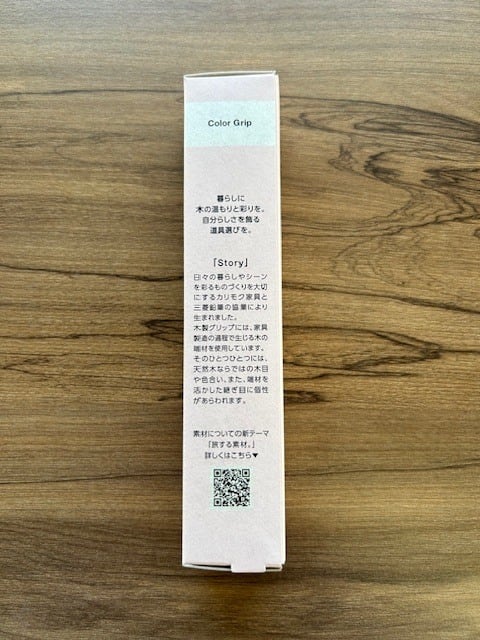 Color Grip
暮らしに
木の温もりと彩りを。
自分らしさを飾る
道具選びを。
「Story」
日々の暮らしやシーン
を彩るものづくりを大切
にするカリモク家具と
三菱鉛筆の協業により
生まれました。
木製グリップには、家具
製造の過程で生じる木の
端材を使用しています。
そのひとつひとつには、
天然木ならではの木目
や色合い、また、端材を
活かした継ぎ目に個性
があらわれます。
素材についての新テーマ
「旅する素材。」
詳しくはこちら▼